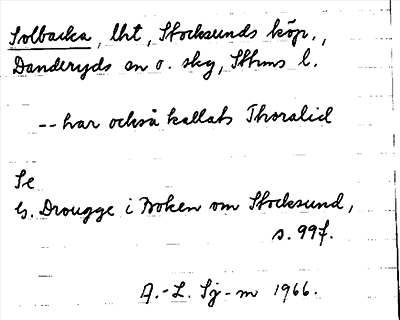 Solbacka, lht, Stocksunds köp.,
Danderyds sn o. skg, Sthms l.
-- har också kallats Thoralid
Se
G. Drougge i Boken om Stocksund,
s. 99f.
A.-L. Sj-m 1966.